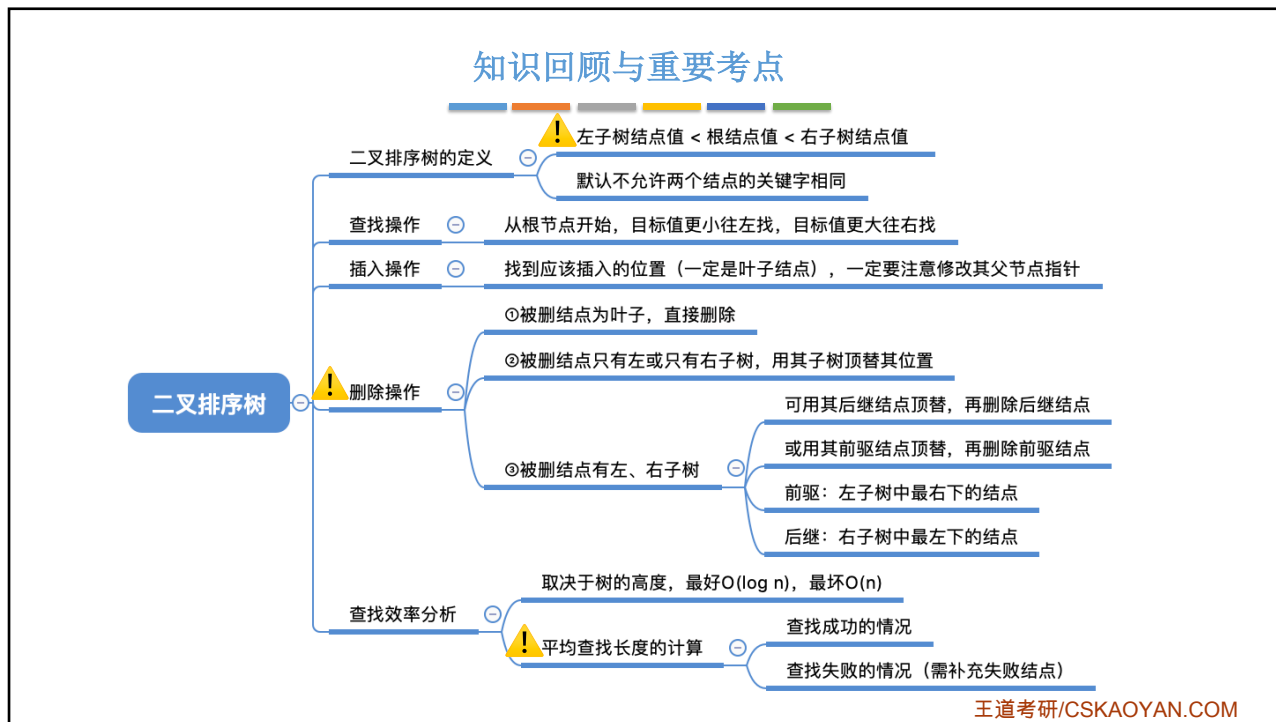 知识回顾与重要考点
左子树结点值 < 根结点值 < 右子树结点值
二叉排序树的定义
默认不允许两个结点的关键字相同
查找操作
从根节点开始，目标值更小往左找，目标值更大往右找
插入操作
找到应该插入的位置（一定是叶子结点），一定要注意修改其父节点指针
①被删结点为叶子，直接删除
②被删结点只有左或只有右子树，用其子树顶替其位置
二叉排序树
删除操作
可用其后继结点顶替，再删除后继结点
或用其前驱结点顶替，再删除前驱结点
③被删结点有左、右子树
前驱：左子树中最右下的结点
后继：右子树中最左下的结点
取决于树的高度，最好O(log n)，最坏O(n)
查找效率分析
查找成功的情况
平均查找长度的计算
查找失败的情况（需补充失败结点）
王道考研/CSKAOYAN.COM